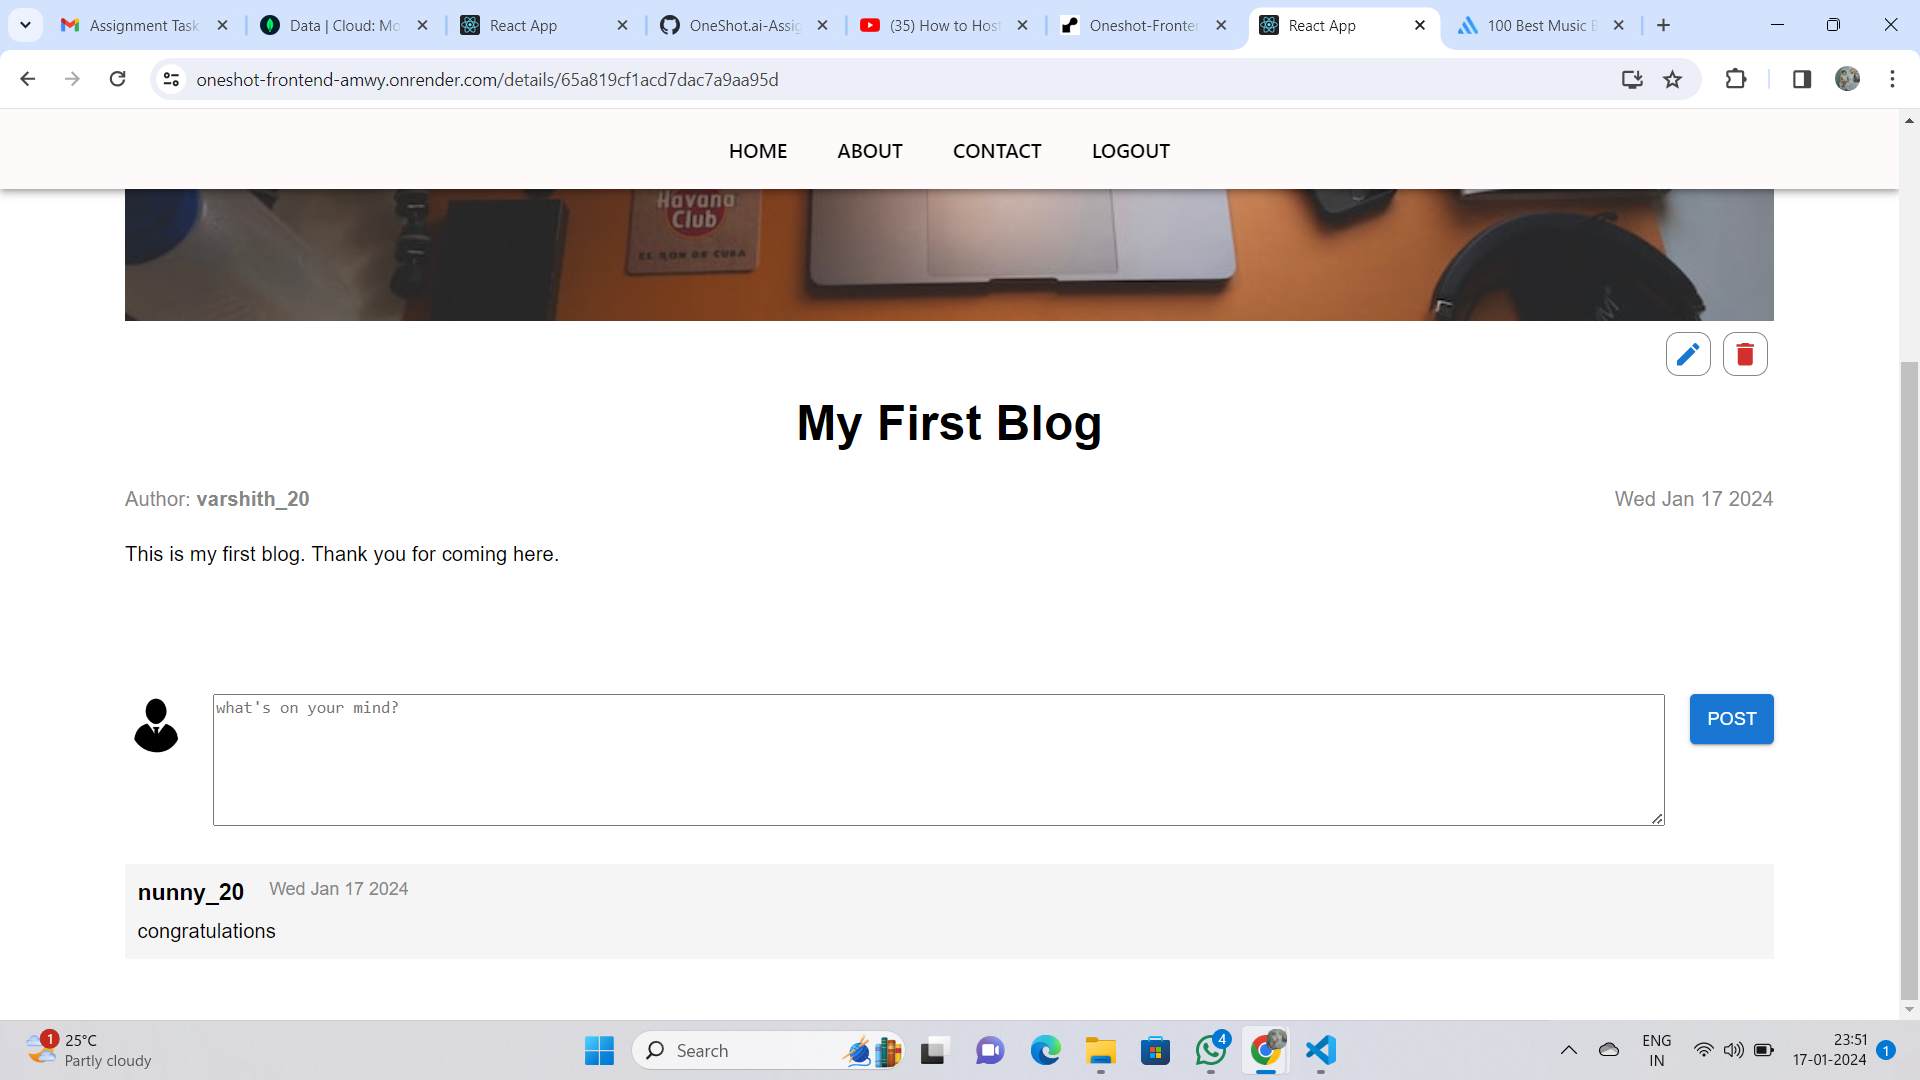 Assignment Task
Data | Cloud: Mo
React App
OneShot.ai-Assig
(35) How to Host
Oneshot-Fronter
React App
100 Best Music B
oneshot-frontend-amwy.onrender.com/details/65a819cf1acd7dac7a9aa95d
HOME
ABOUT
CONTACT
LOGOUT
Havana
Club
EL RON DE CUBA
My First Blog
Author: varshith_20
Wed Jan 17 2024
This is my first blog. Thank you for coming here.
what's on your mind?
POST
nunny_20
Wed Jan 17 2024
congratulations
1
25°C
Partly cloudy
Search
4
ENG
IN
23:51
17-01-2024
1